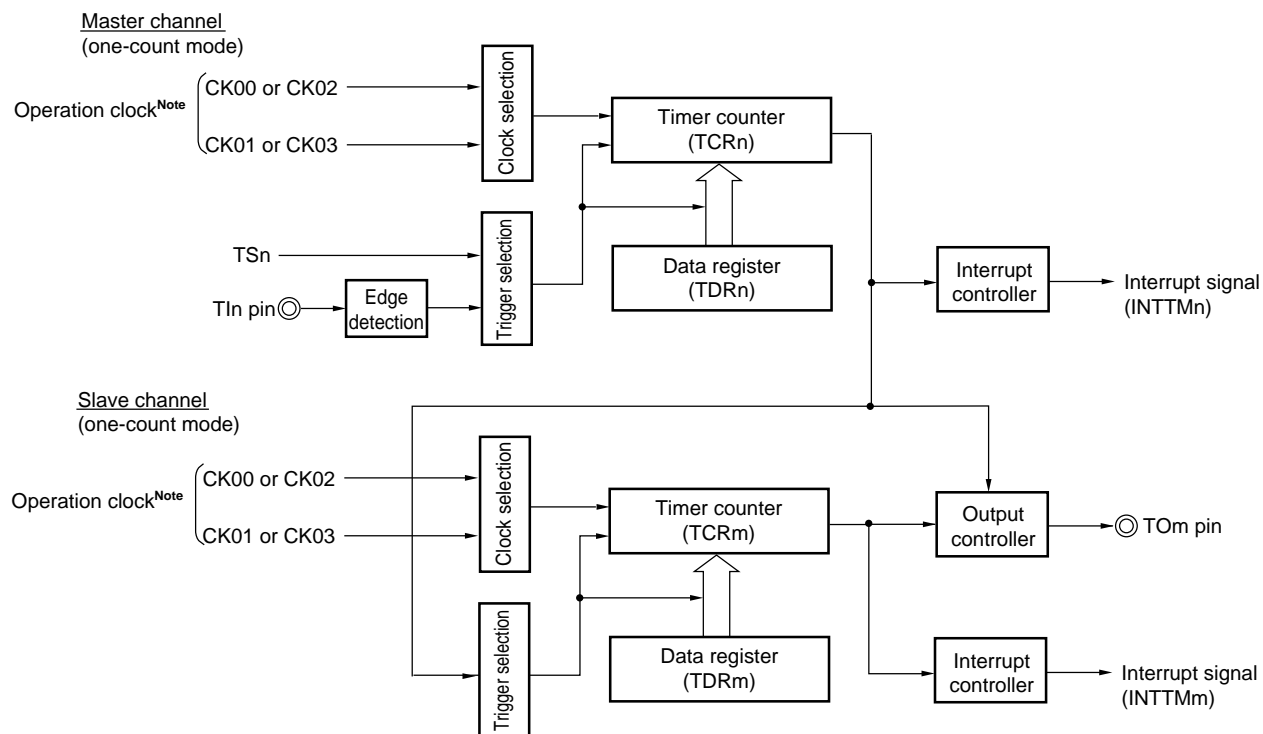 Master channel
(one-count mode)
Operation clockNote
CK00 or CK02
CK01 or CK03
Clock selection
Timer counter
(TCRn)
TSn
TIn pin
Edge
detection
Trigger selection
Data register
(TDRn)
Interrupt
controller
Interrupt signal
(INTTMn)
Slave channel
(one-count mode)
Operation clockNote
CK00 or CK02
CK01 or CK03
Clock selection
Timer counter
(TCRm)
Output
controller
TOm pin
Trigger selection
Data register
(TDRm)
Interrupt
controller
Interrupt signal
(INTTMm)